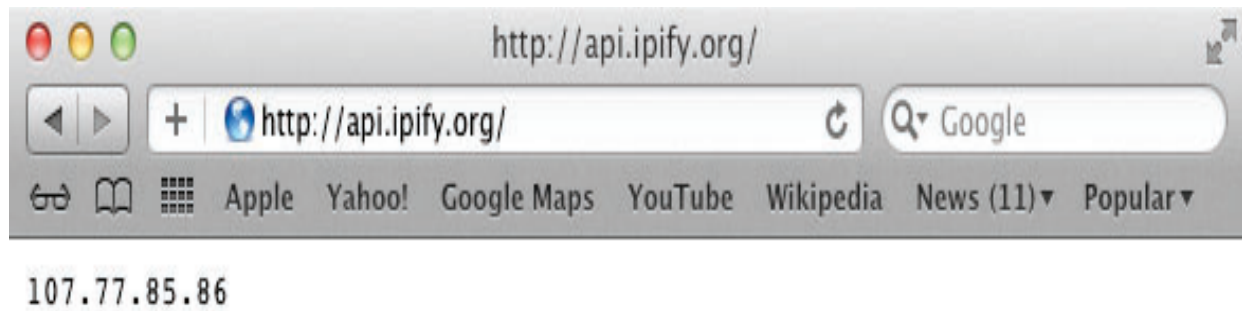 http://api.ipify.org/
http://api.ipify.org/ Google
Apple Yahoo! Google Maps YouTube Wikipedia News (11) Popular
107.77.85.86